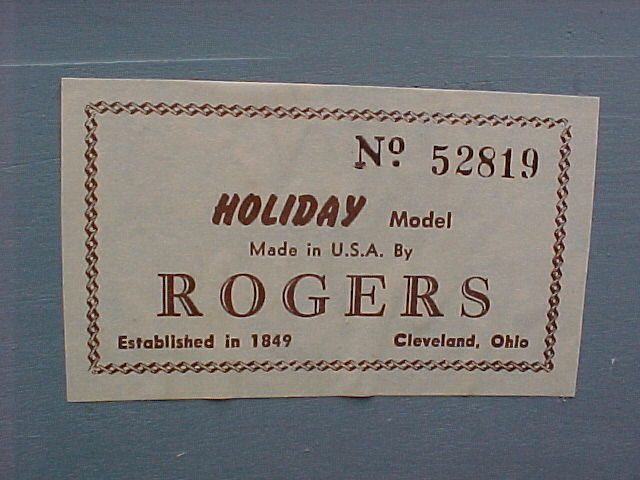 Nº 52819
HOLIDAY Model
Made in U.S.A. By
ROGERS
Established in 1849 Cleveland, Ohio